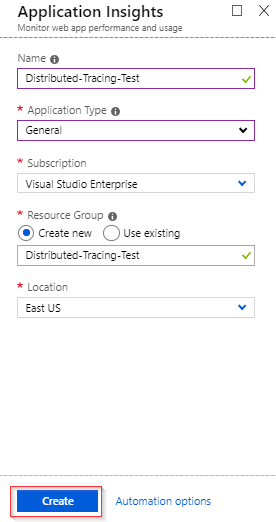 Application Insights
Monitor web app performance and usage
Name
Distributed-Tracing-Test
* Application Type
General
* Subscription
Visual Studio Enterprise
* Resource Group
Create new Use existing
Distributed-Tracing-Test
* Location
East US
Create Automation options